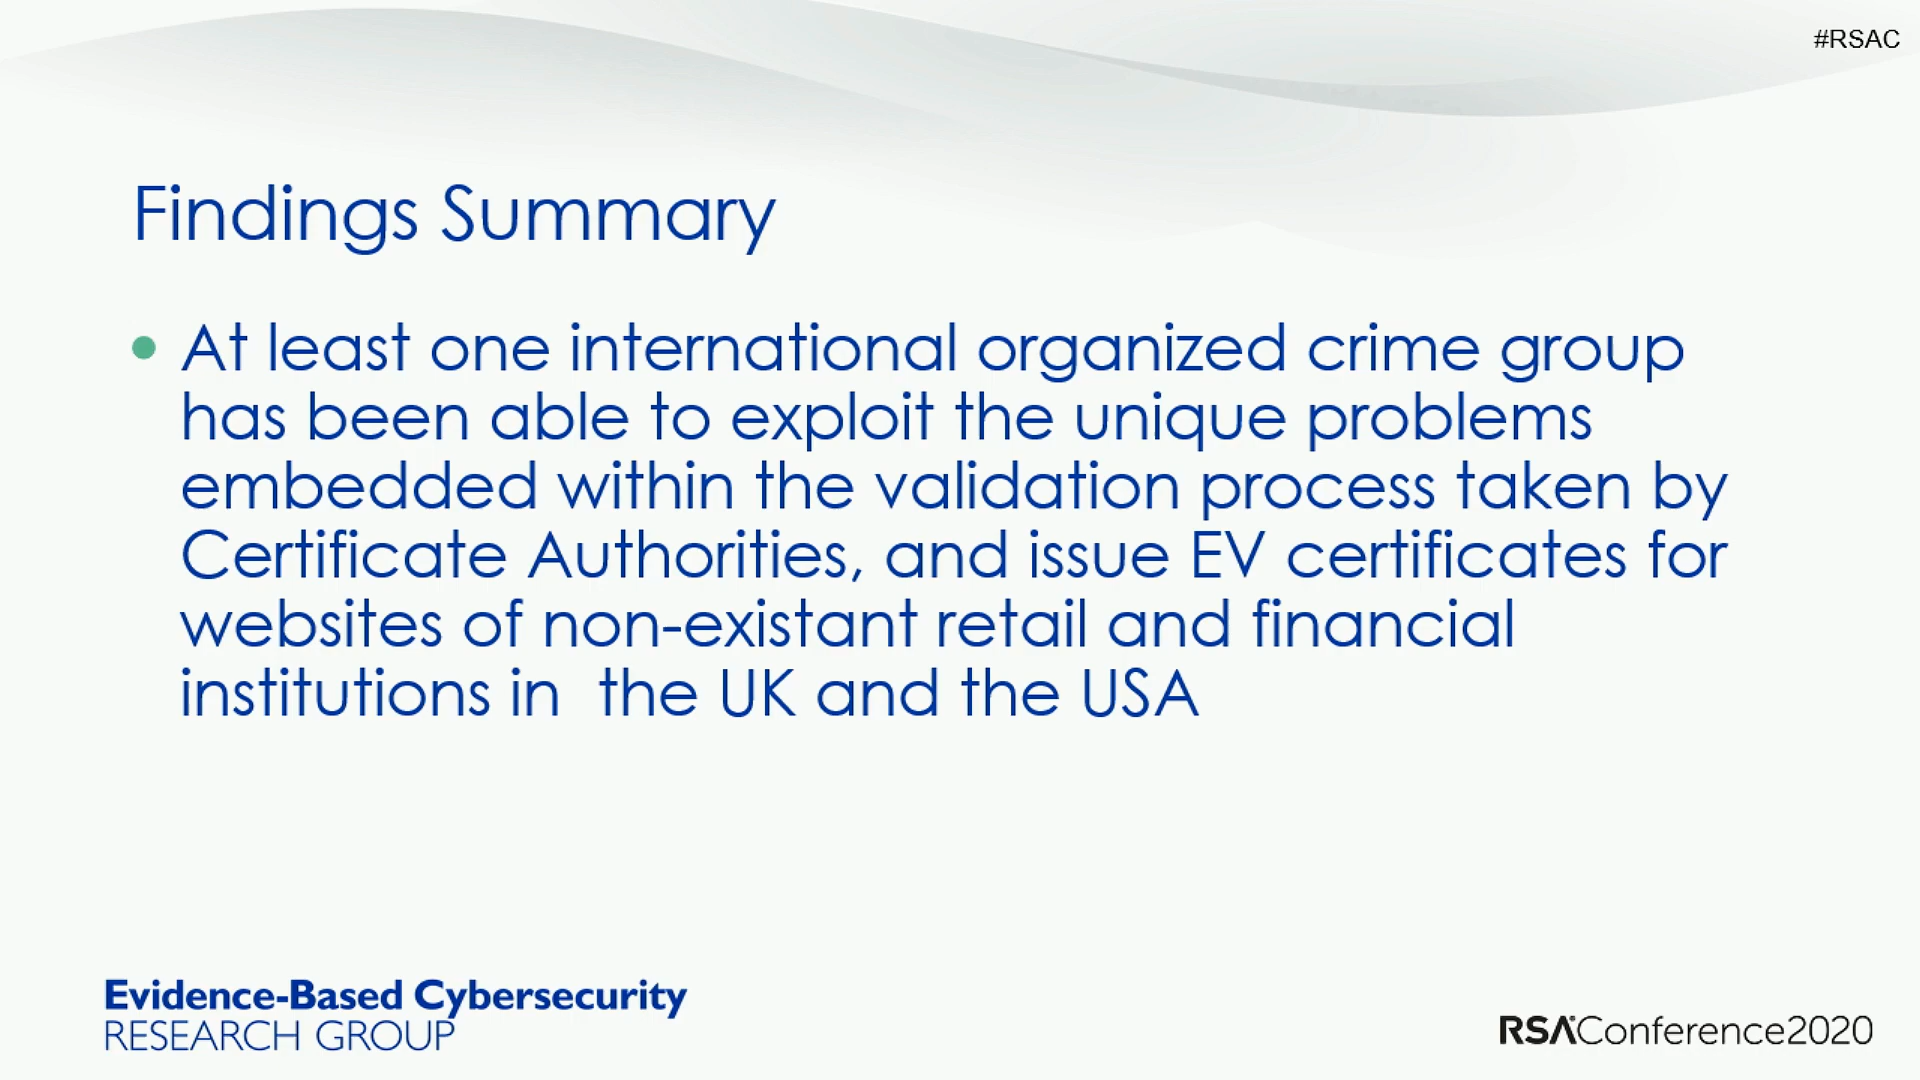 #RSAC
Findings Summary
• At least one international organized crime group
has been able to exploit the unique problems
embedded within the validation process taken by
Certificate Authorities, and issue EV certificates for
websites of non-existant retail and financial
institutions in  the UK and the USA
Evidence-Based Cybersecurity
RESEARCH GROUP
RSAConference2020